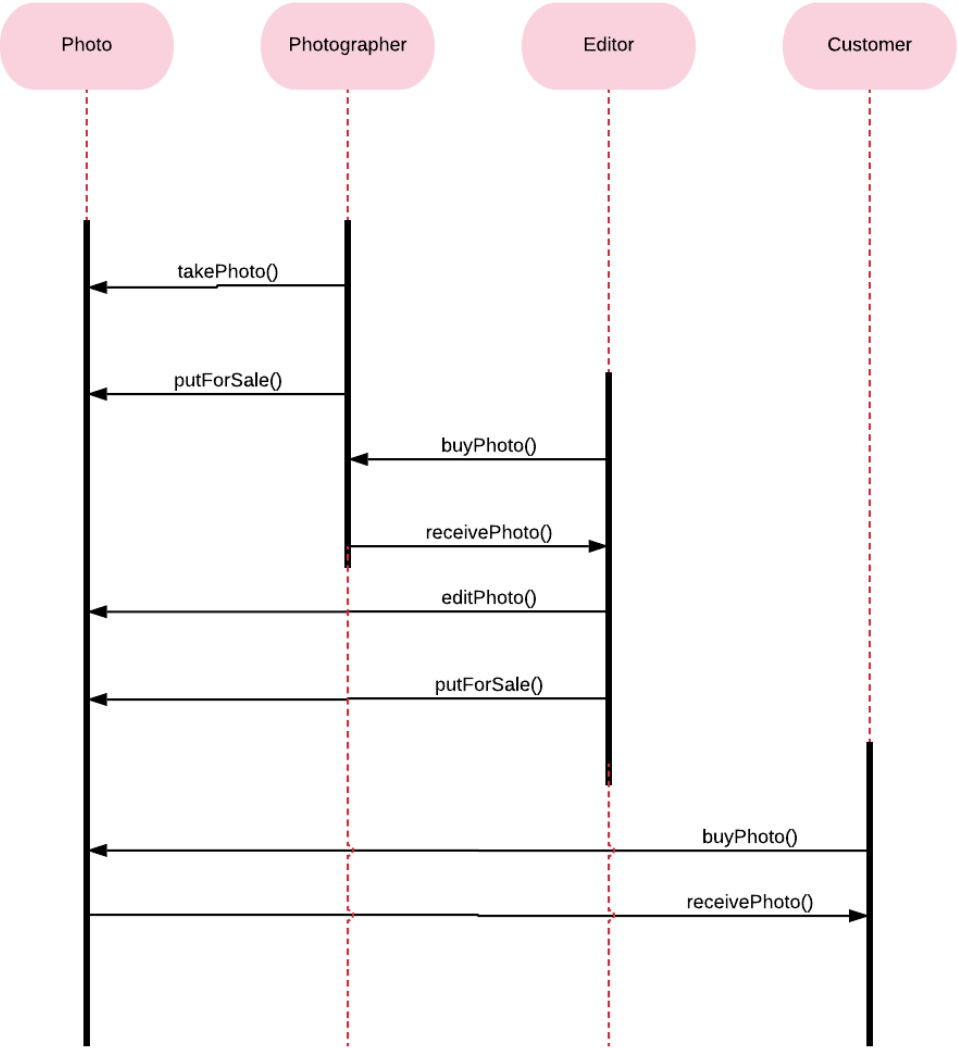 Photo
Photographer
Editor
Customer
takePhoto()
putForSale()
buyPhoto()
receivePhoto()
editPhoto()
putForSale()
buyPhoto()
receivePhoto()